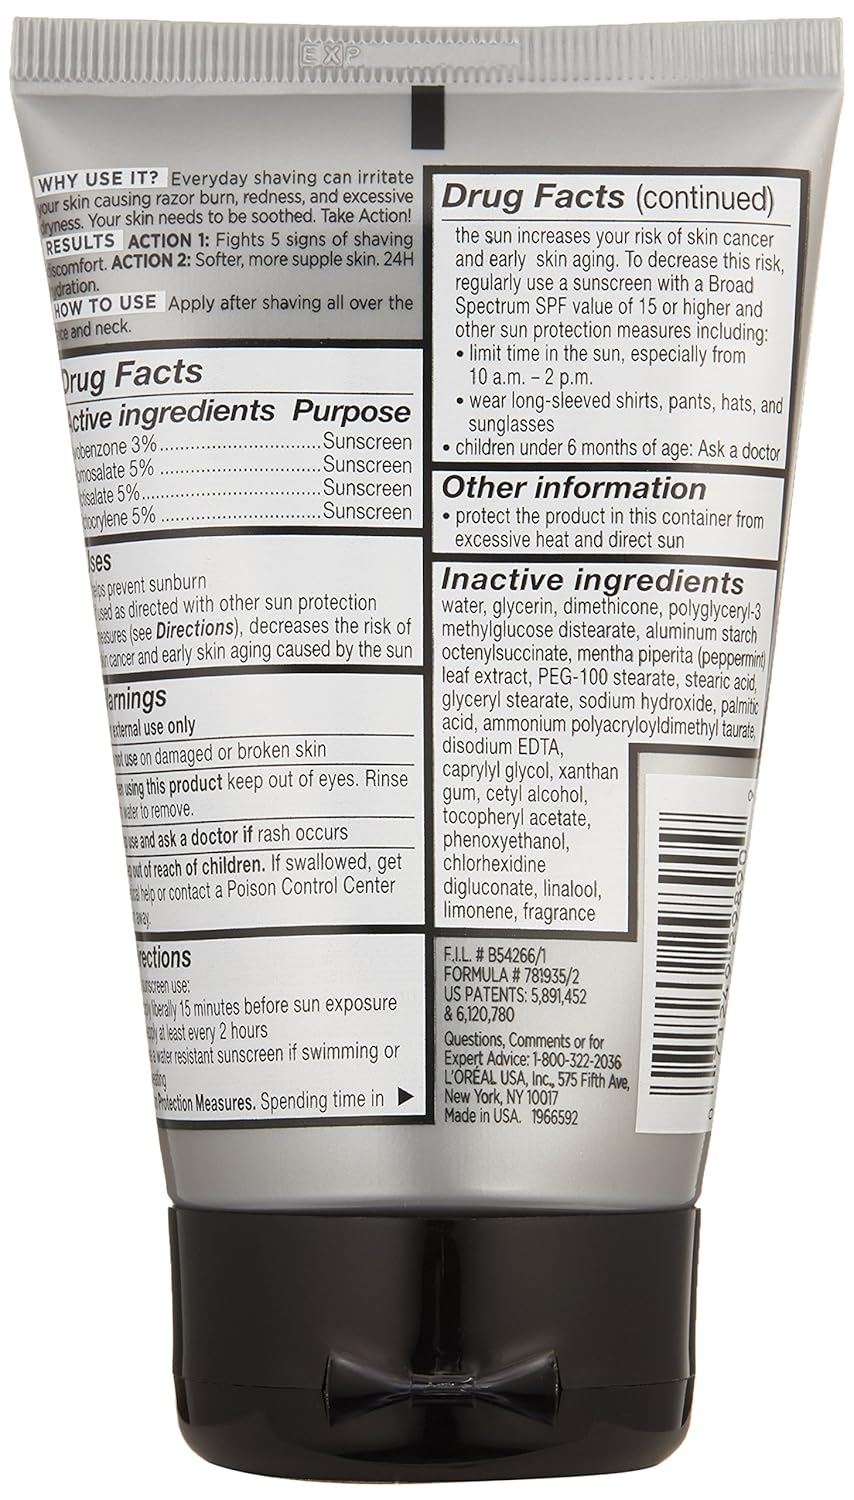 EXP
WHY USE IT? Everyday shaving can irritate
your skin causing razor burn, redness, and excessive
dryness. Your skin needs to be soothed. Take Action!
RESULTS ACTION 1: Fights 5 signs of shaving
discomfort. ACTION 2: Softer, more supple skin. 24H
ydration.
HOW TO USE Apply after shaving all over the
ace and neck.
Drug Facts
Active ingredients Purpose
vobenzone 3% Sunscreen
omosalate 5% Sunscreen
tisalate 5% Sunscreen
ctocrylene 5% Sunscreen
Uses
elps prevent sunburn
used as directed with other sun protection
easures (see Directions), decreases the risk of
in cancer and early skin aging caused by the sun
arnings
external use only
not use on damaged or broken skin
en using this product keep out of eyes. Rinse
water to remove.
use and ask a doctor if rash occurs
p out of reach of children. If swallowed, get
cal help or contact a Poison Control Center
away.
rections
sunscreen use:
ply liberally 15 minutes before sun exposure
apply at least every 2 hours
e a water resistant sunscreen if swimming or
eating
Protection Measures. Spending time in ▶
Drug Facts (continued)
the sun increases your risk of skin cancer
and early skin aging. To decrease this risk,
regularly use a sunscreen with a Broad
Spectrum SPF value of 15 or higher and
other sun protection measures including:
• limit time in the sun, especially from
10 a.m. – 2 p.m.
• wear long-sleeved shirts, pants, hats, and
sunglasses
• children under 6 months of age: Ask a doctor
Other information
• protect the product in this container from
excessive heat and direct sun
Inactive ingredients
water, glycerin, dimethicone, polyglyceryl-3
methylglucose distearate, aluminum starch
octenylsuccinate, mentha piperita (peppermint)
leaf extract, PEG-100 stearate, stearic acid,
glyceryl stearate, sodium hydroxide, palmitic
acid, ammonium polyacryloyldimethyl taurate,
disodium EDTA,
caprylyl glycol, xanthan
gum, cetyl alcohol,
tocopheryl acetate,
phenoxyethanol,
chlorhexidine
digluconate, linalool,
limonene, fragrance
F.I.L. # B54266/1
FORMULA # 781935/2
US PATENTS: 5,891,452
& 6,120,780
Questions, Comments or for
Expert Advice: 1-800-322-2036
L'ORÉAL USA, Inc., 575 Fifth Ave,
New York, NY 10017
Made in USA. 1966592